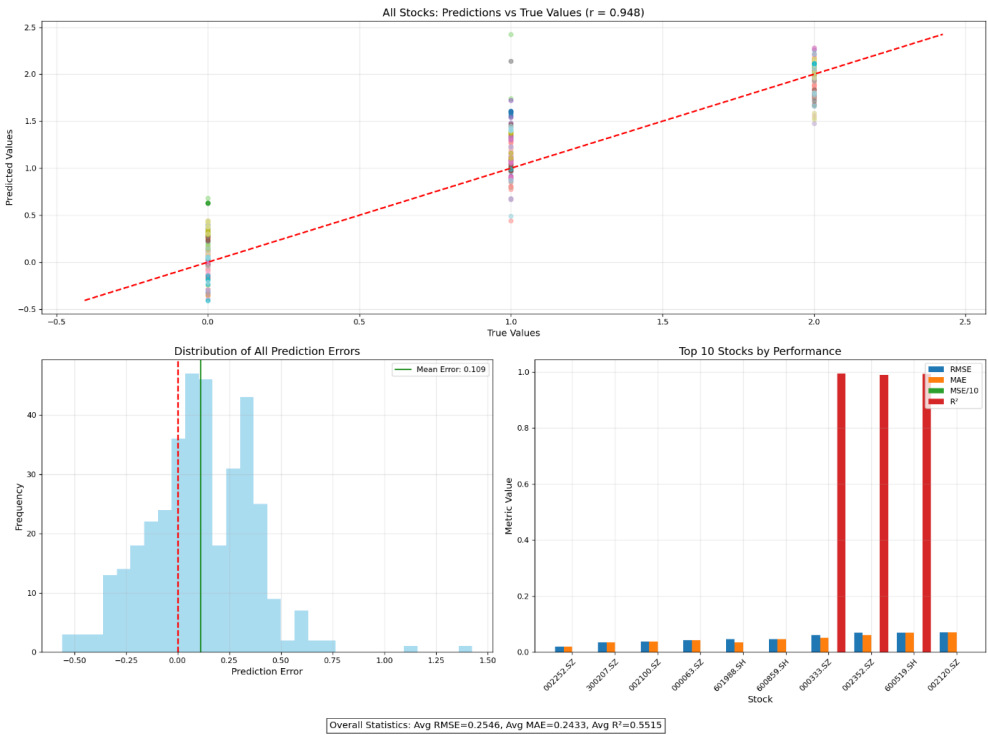 All Stocks: Predictions vs True Values (r = 0.948)
2.5
2.0
1.5
1.0
0.5
0.0
−0.5
Predicted Values
−0.5
0.0
0.5
1.0
1.5
2.0
2.5
True Values
Distribution of All Prediction Errors
Mean Error: 0.109
40
30
20
10
0
Frequency
−0.50
−0.25
0.00
0.25
0.50
0.75
1.00
1.25
1.50
Prediction Error
Top 10 Stocks by Performance
RMSE
MAE
MSE/10
R²
1.0
0.8
0.6
0.4
0.2
0.0
Metric Value
002252.SZ
300207.SZ
002100.SZ
000063.SZ
601988.SH
600859.SH
000333.SZ
002352.SZ
600519.SH
002120.SZ
Stock
Overall Statistics: Avg RMSE=0.2546, Avg MAE=0.2433, Avg R²=0.5515